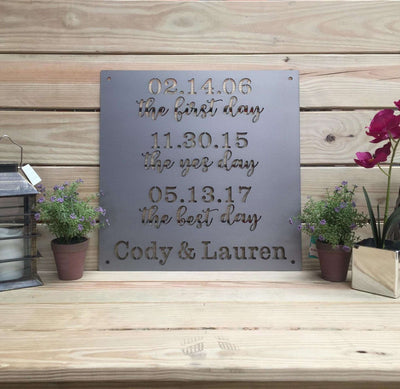 02.14.06
the first day
11.30.15
the yes day
05.13.17
the best day
Cody & Lauren